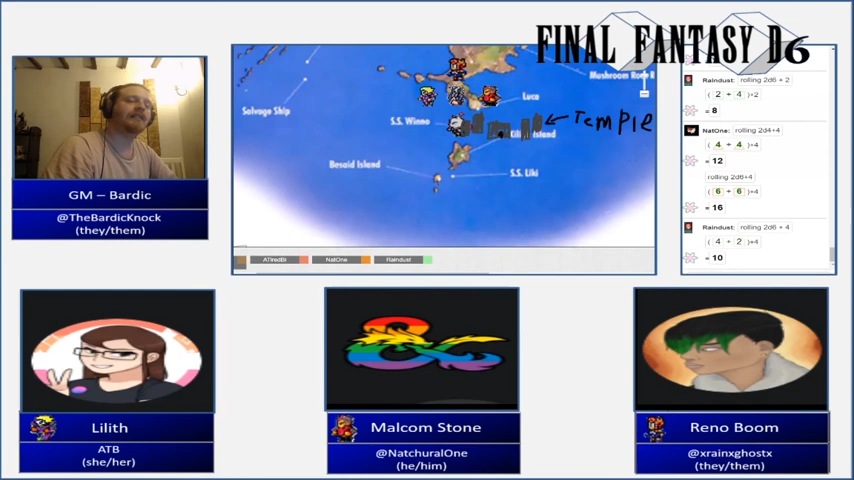 FINAL FANTASY D6
GM – Bardic
@TheBardicKnock
(they/them)
Salvage Ship
Luca
Mushroom Rock R
S.S. Winno
Kilika Island
← TEMPLE
Besaid Island
S.S. Liki
ATiredBi
NatOne
Raindust
Raindust: rolling 2d6 + 2
( 2 + 4 )+2
= 8
NatOne: rolling 2d4+4
( 4 + 4 )+4
= 12
rolling 2d6+4
( 6 + 6 )+4
= 16
Raindust: rolling 2d6 + 4
( 4 + 2 )+4
= 10
Lilith
ATB
(she/her)
Malcom Stone
@NatchuralOne
(he/him)
Reno Boom
@xrainxghostx
(they/them)